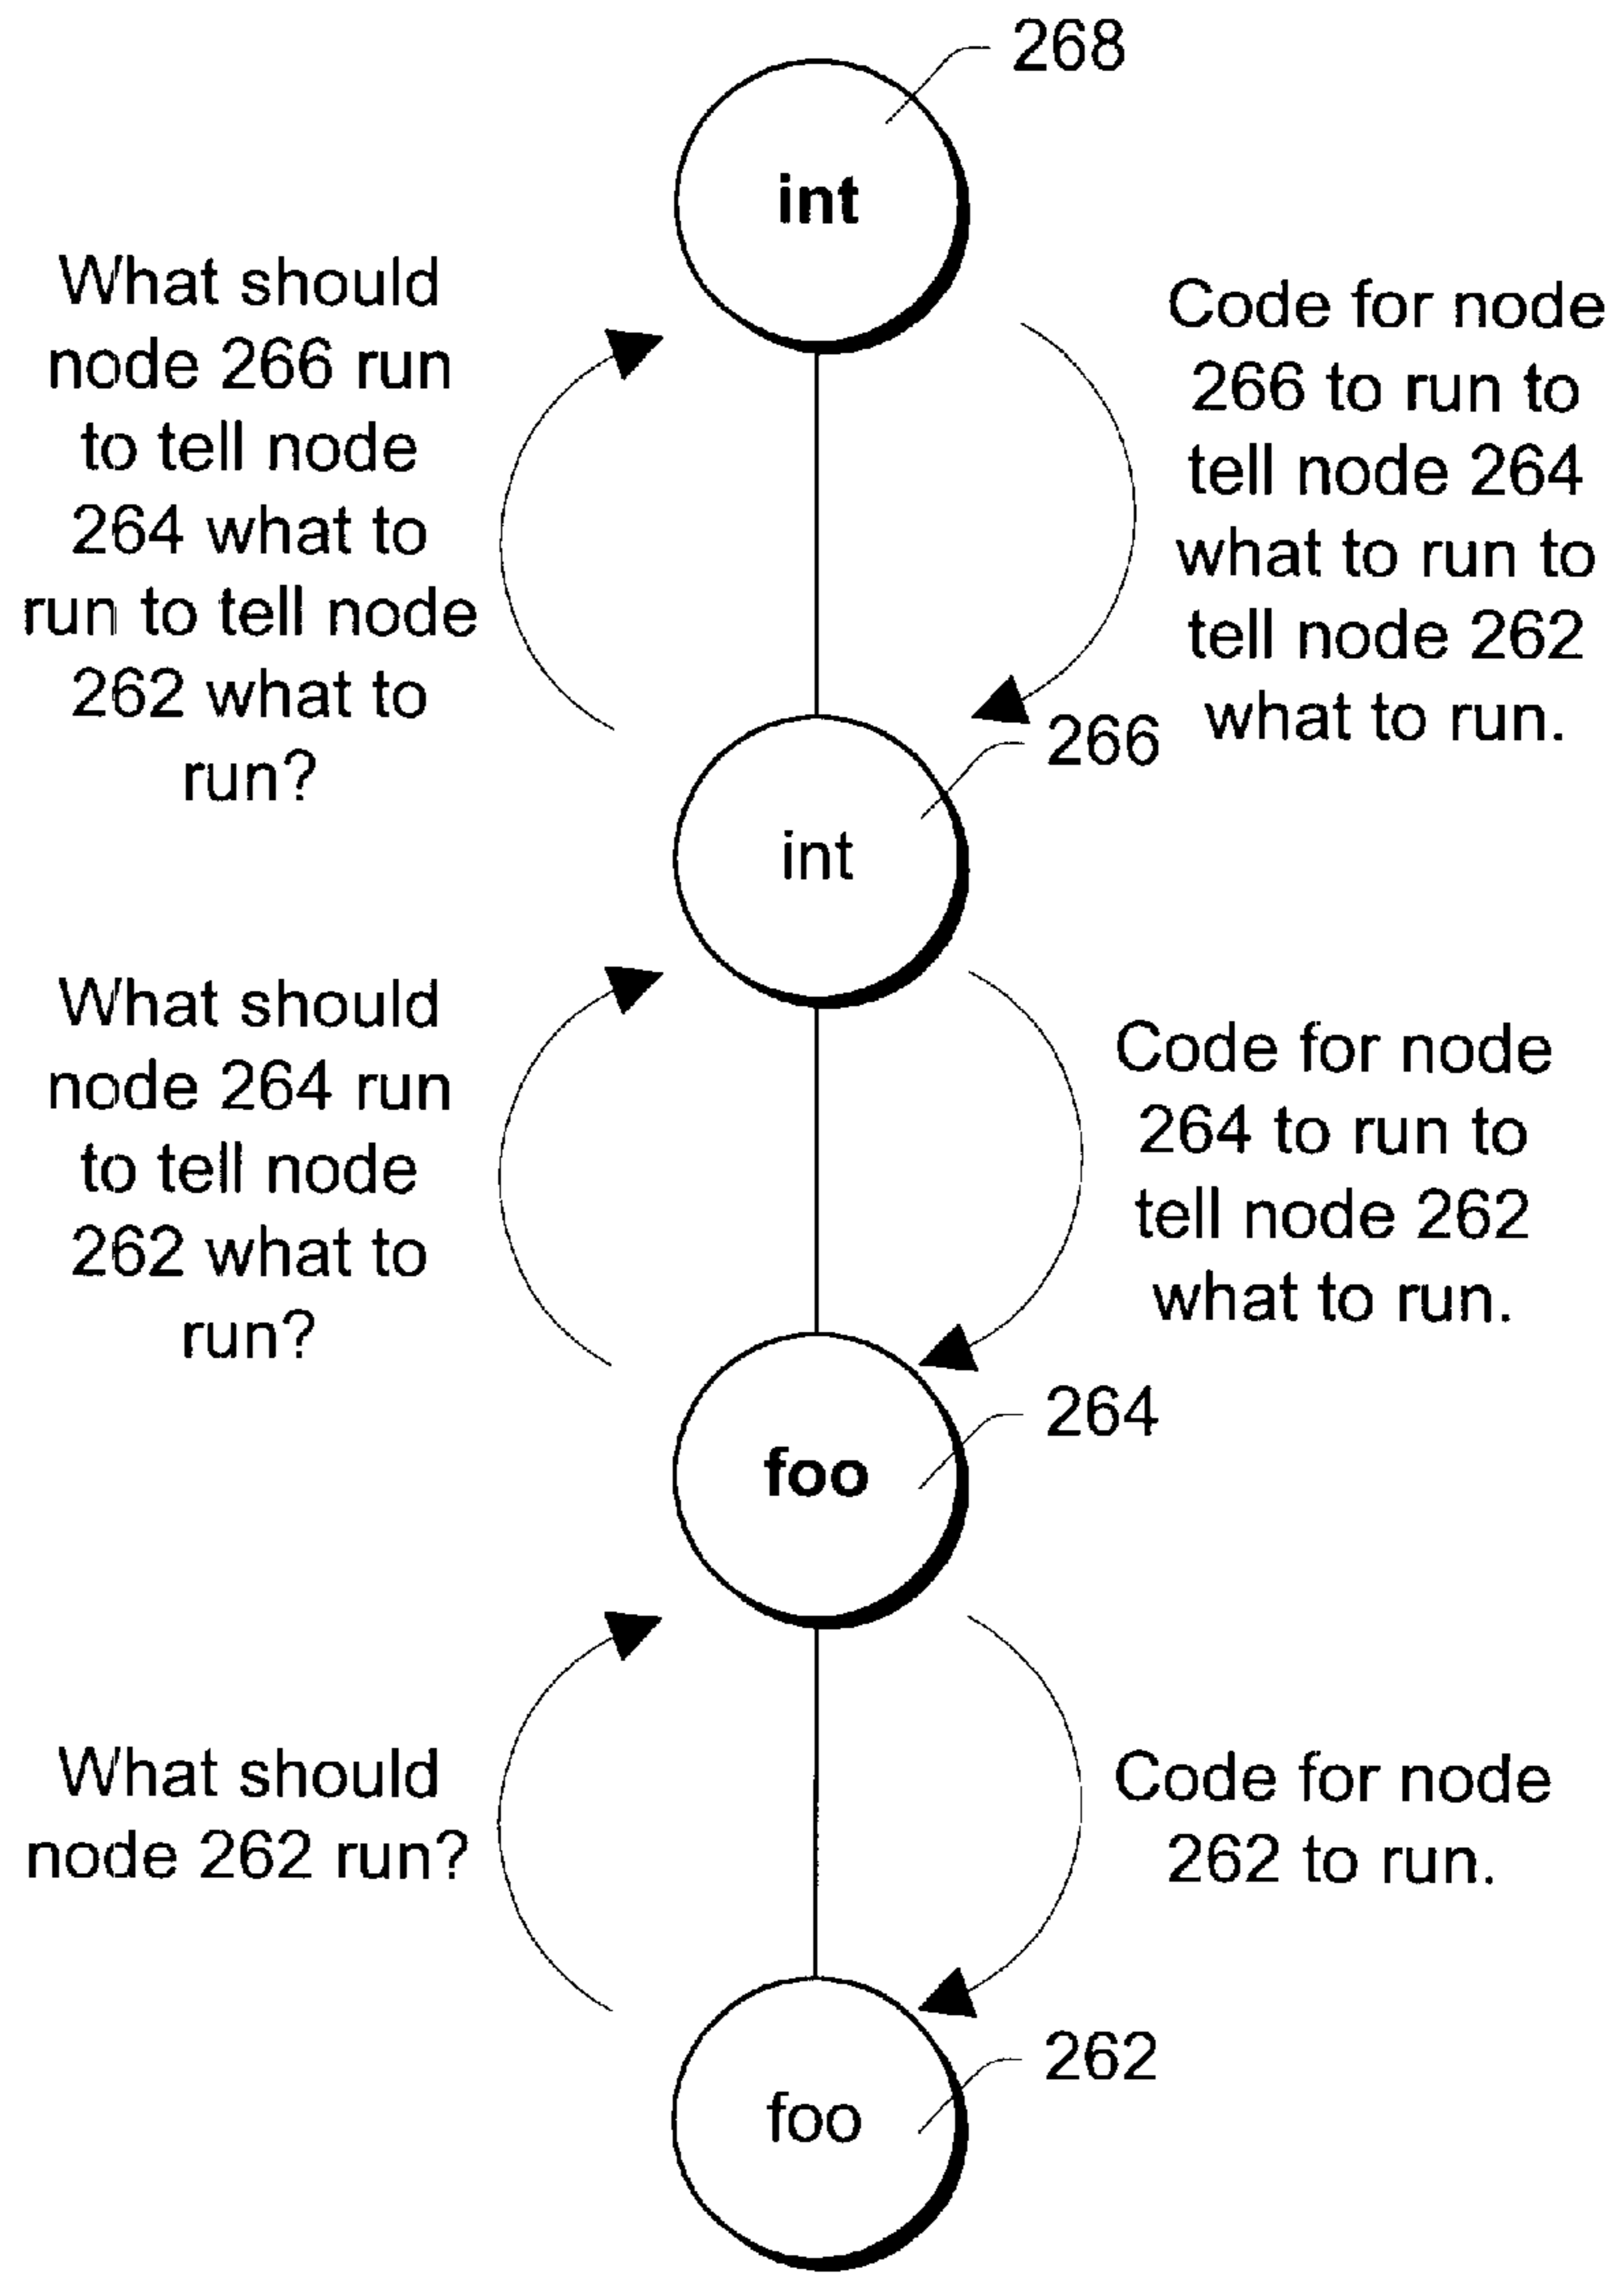 268
int
What should
node 266 run
to tell node
264 what to
run to tell node
262 what to
run?
Code for node
266 to run to
tell node 264
what to run to
tell node 262
what to run.
266
int
What should
node 264 run
to tell node
262 what to
run?
Code for node
264 to run to
tell node 262
what to run.
264
foo
What should
node 262 run?
Code for node
262 to run.
262
foo